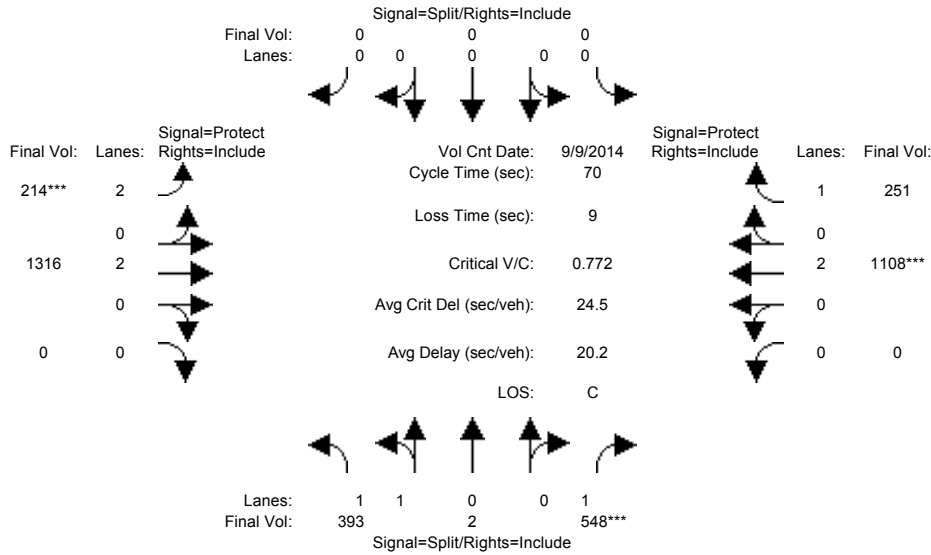 Signal=Split/Rights=Include
Final Vol: 0 0 0
Lanes: 0 0 0 0 0
Signal=Protect Signal=Protect
Final Vol: Lanes: Rights=Include Vol Cnt Date: 9/9/2014 Rights=Include Lanes: Final Vol:
Cycle Time (sec): 70
214*** 2 1 251
Loss Time (sec): 9
0 0
1316 2 Critical V/C: 0.772 2 1108***
0 Avg Crit Del (sec/veh): 24.5 0
0 0 Avg Delay (sec/veh): 20.2 0 0
LOS: C
Lanes: 1 1 0 0 1
Final Vol: 393 2 548***
Signal=Split/Rights=Include